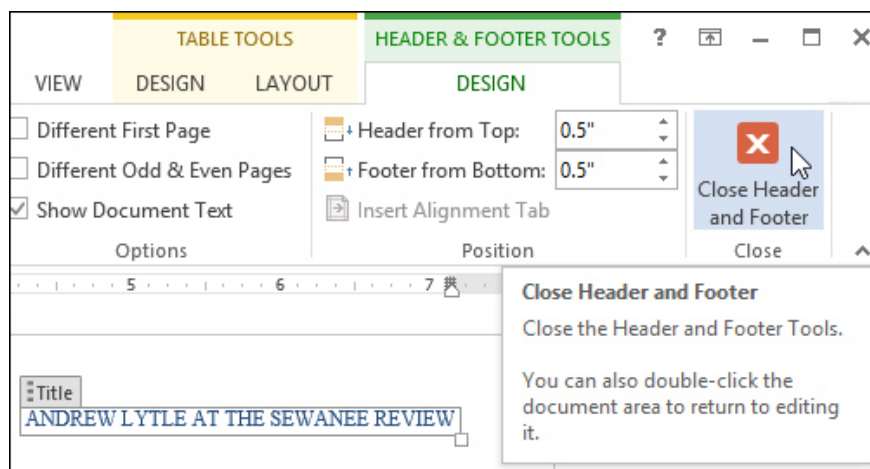 TABLE TOOLS HEADER & FOOTER TOOLS ?
VIEW DESIGN LAYOUT DESIGN
Different First Page
Different Odd & Even Pages
Show Document Text
Options
Header from Top: 0.5"
Footer from Bottom: 0.5"
Insert Alignment Tab
Position
Close Header
and Footer
Close
5 6 7
Close Header and Footer
Close the Header and Footer Tools.
You can also double-click the
document area to return to editing
it.
Title
ANDREW LYTLE AT THE SEWANEE REVIEW